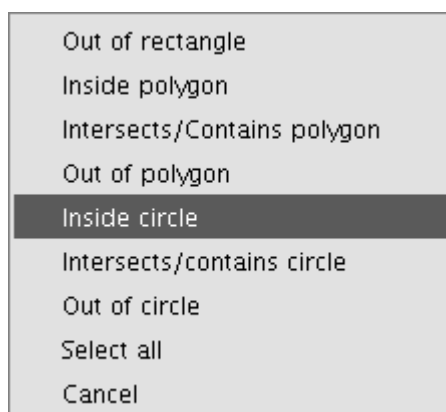 Out of rectangle
Inside polygon
Intersects/Contains polygon
Out of polygon
Inside circle
Intersects/contains circle
Out of circle
Select all
Cancel